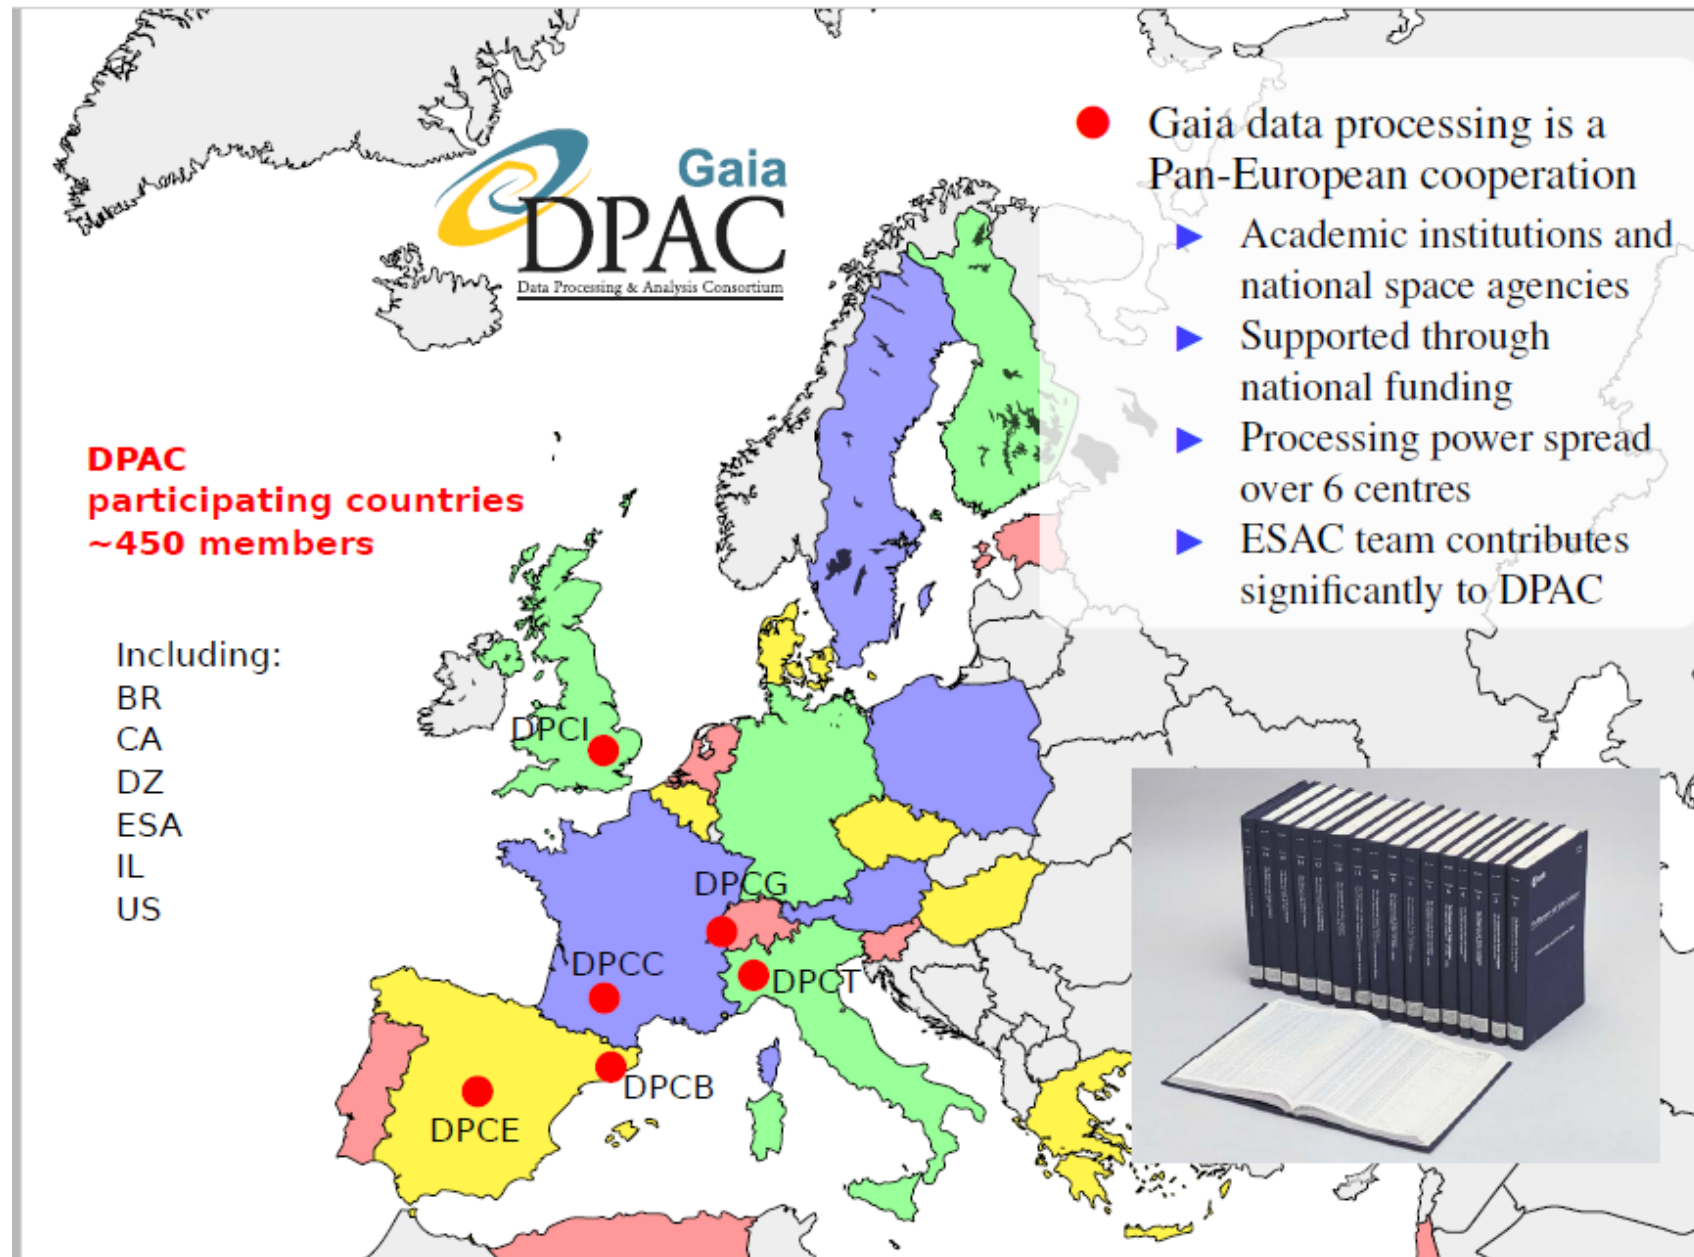 Gaia
DPAC
Data Processing & Analysis Consortium
Gaia data processing is a
Pan-European cooperation
Academic institutions and
national space agencies
Supported through
national funding
Processing power spread
over 6 centres
ESAC team contributes
significantly to DPAC
DPAC
participating countries
~450 members
Including:
BR
CA
DZ
ESA
IL
US
DPCI
DPCG
DPCC
DPCT
DPCB
DPCE